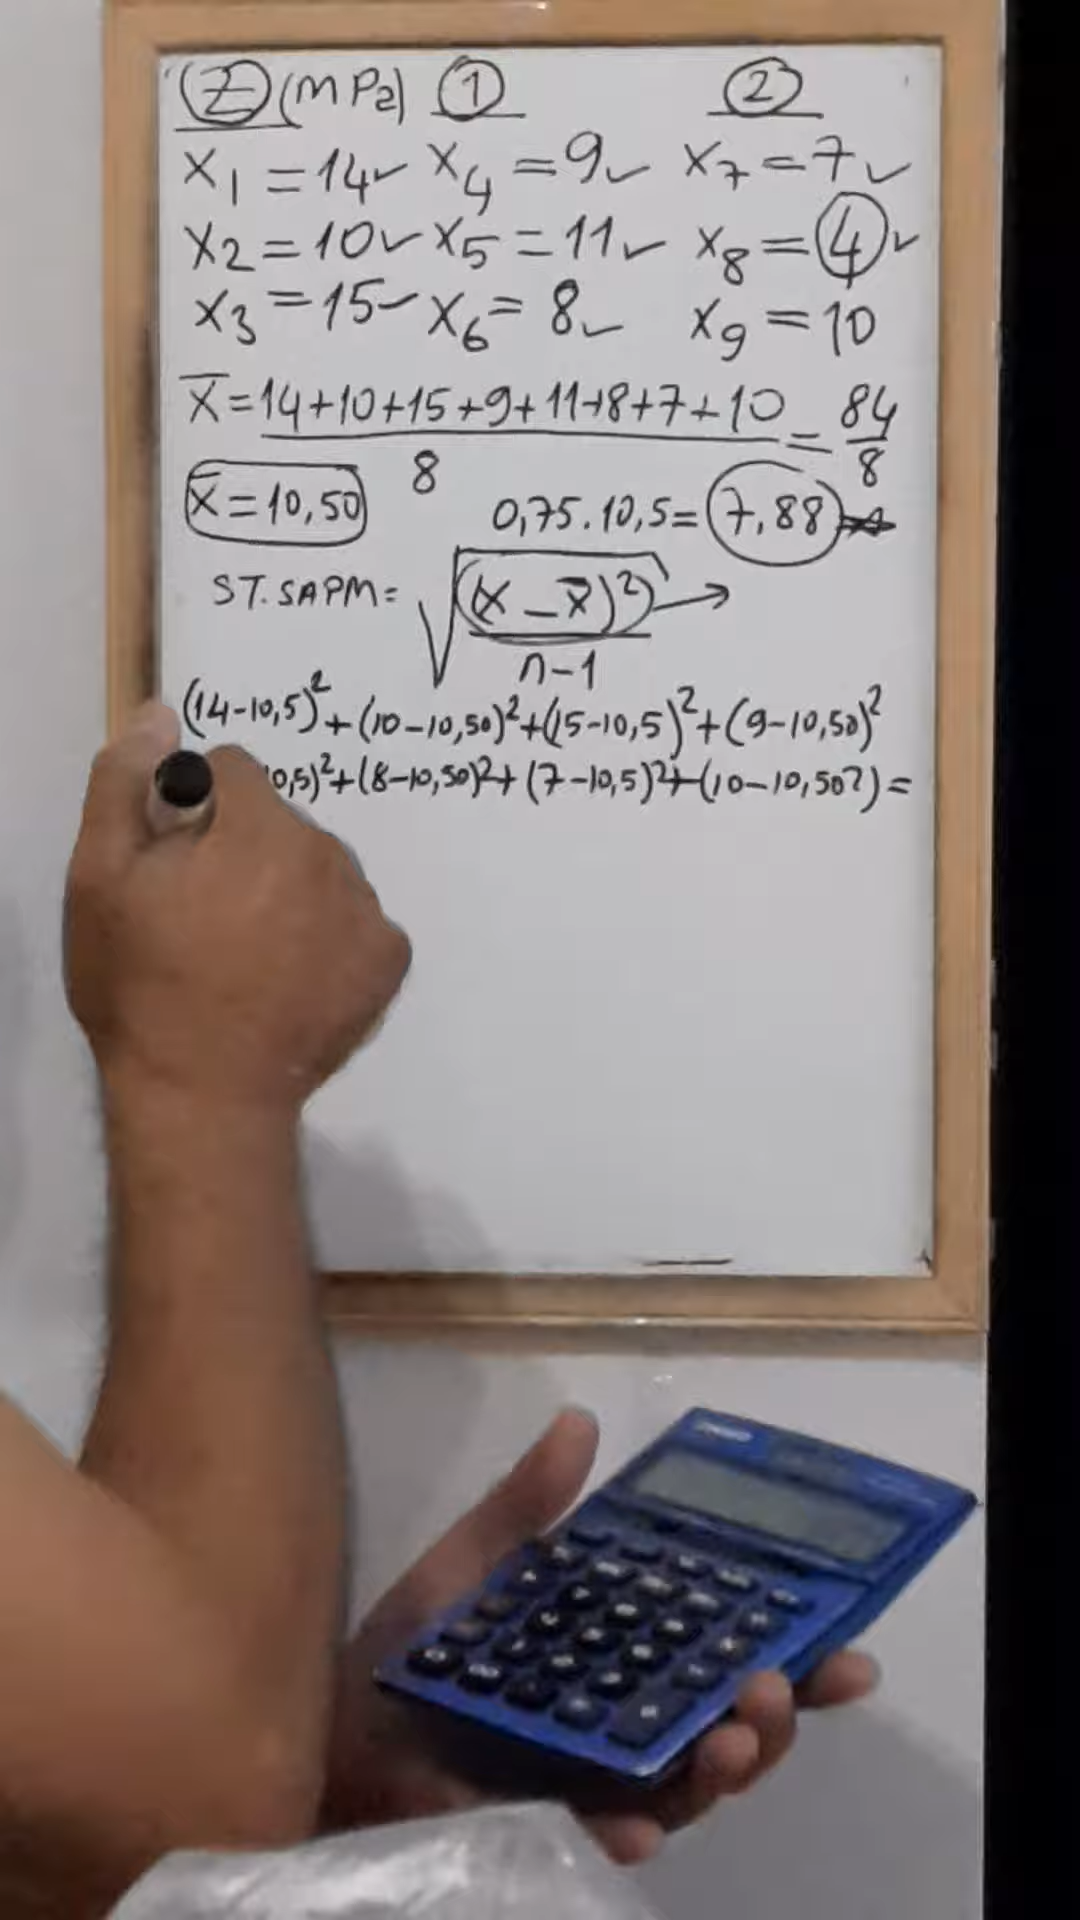 Z (MPa) 1 2
X1 = 14✓ X4 = 9✓ X7 = 7✓
X2 = 10✓ X5 = 11✓ X8 = 4✓
X3 = 15✓ X6 = 8✓ X9 = 10
X̄ = 14+10+15+9+11+8+7+10 / 8 = 84/8
X̄ = 10,50 0,75.10,5 = 7,88
ST.SAPM = √((X – X̄)² / n-1) →
(14-10,5)² + (10-10,50)² + (15-10,5)² + (9-10,50)²
0,5)² + (8-10,50)² + (7-10,5)² + (10-10,50²) =